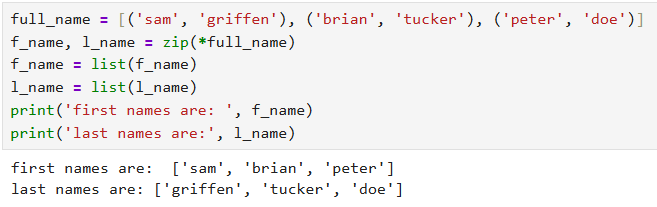 full_name = [('sam', 'griffen'), ('brian', 'tucker'), ('peter', 'doe')]
f_name, l_name = zip(*full_name)
f_name = list(f_name)
l_name = list(l_name)
print('first names are: ', f_name)
print('last names are:', l_name)
first names are:  ['sam', 'brian', 'peter']
last names are: ['griffen', 'tucker', 'doe']